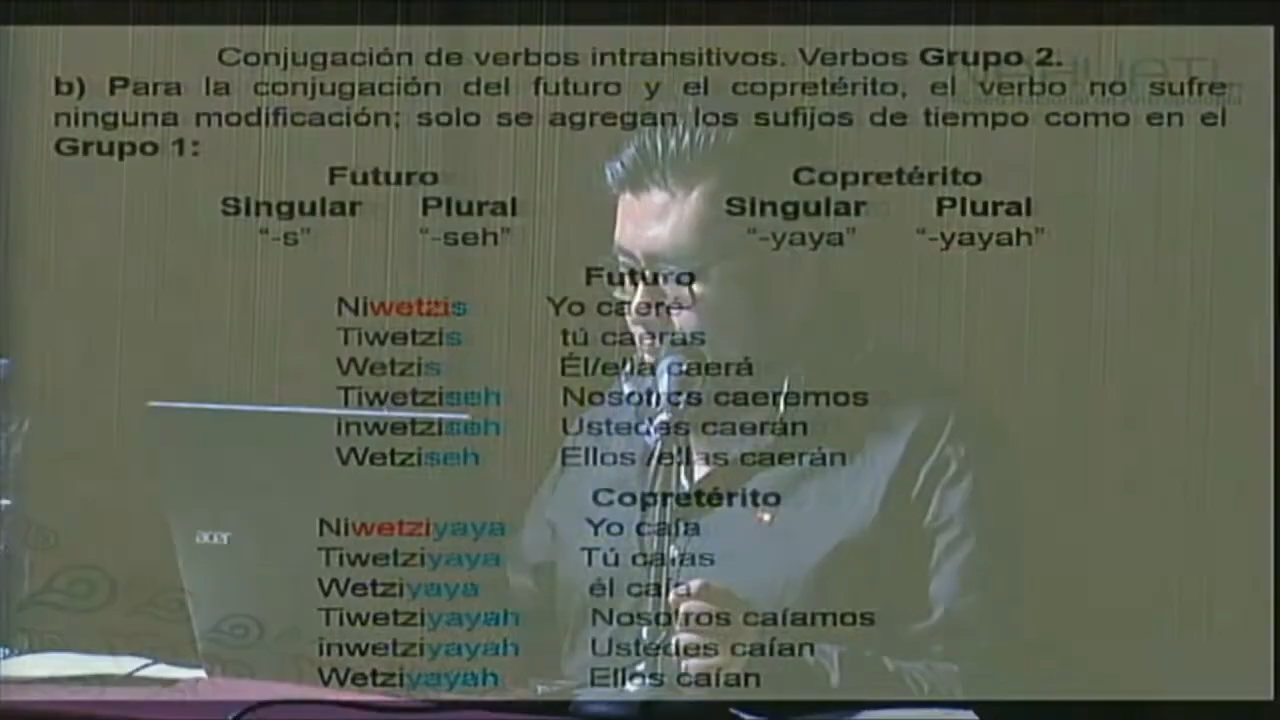 Conjugación de verbos intransitivos. Verbos Grupo 2.
b) Para la conjugación del futuro y el copretérito, el verbo no sufre
ninguna modificación; solo se agregan los sufijos de tiempo como en el
Grupo 1:
Futuro Copretérito
Singular Plural Singular Plural
“-s” “-seh” “-yaya” “-yayah”
Futuro
Niwetzis Yo caeré
Tiwetzis tú caeras
Wetzis Él/ella caerá
Tiwetziseh Nosotros caeremos
inwetziseh Ustedes caerán
Wetziseh Ellos /ellas caerán
Copretérito
Niwetziyaya Yo caía
Tiwetziyaya Tú caías
Wetziyaya él caía
Tiwetziyayah Nosotros caíamos
inwetziyayah Ustedes caían
Wetziyayah Ellos caían
acer